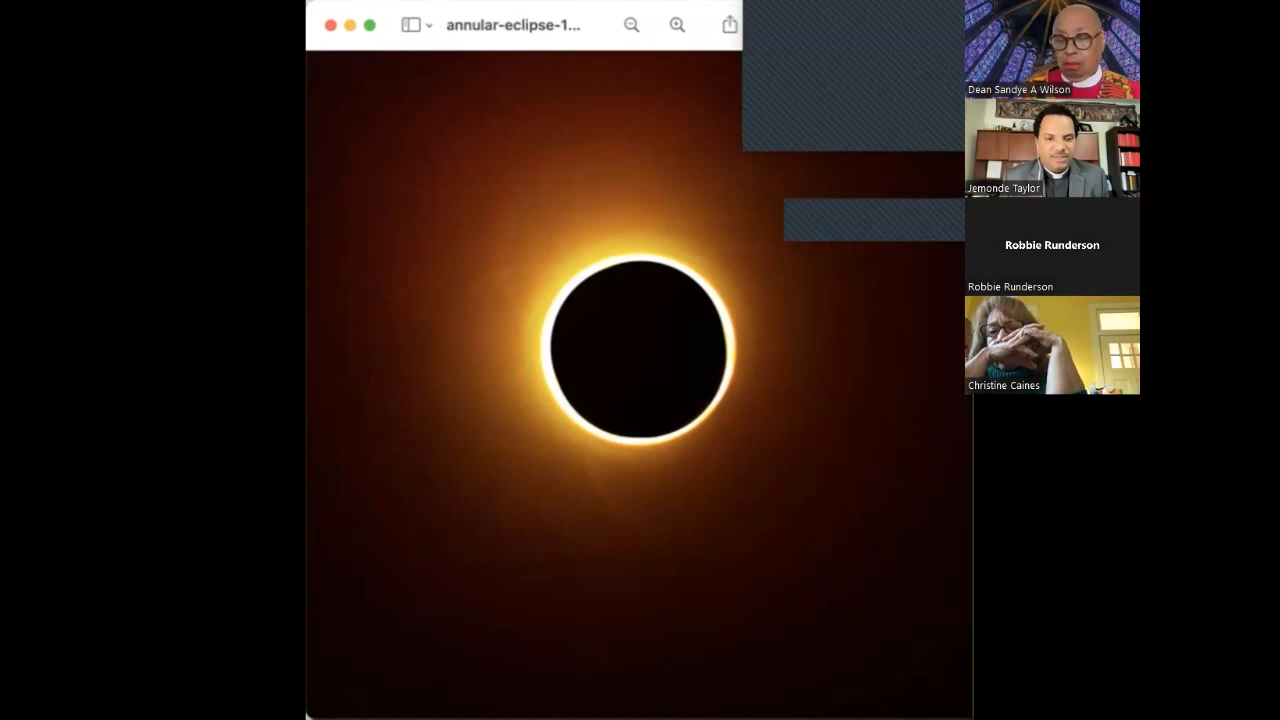 annular-eclipse-1...
Dean Sandye A Wilson
Jemonde Taylor
Robbie Runderson
Robbie Runderson
Christine Caines